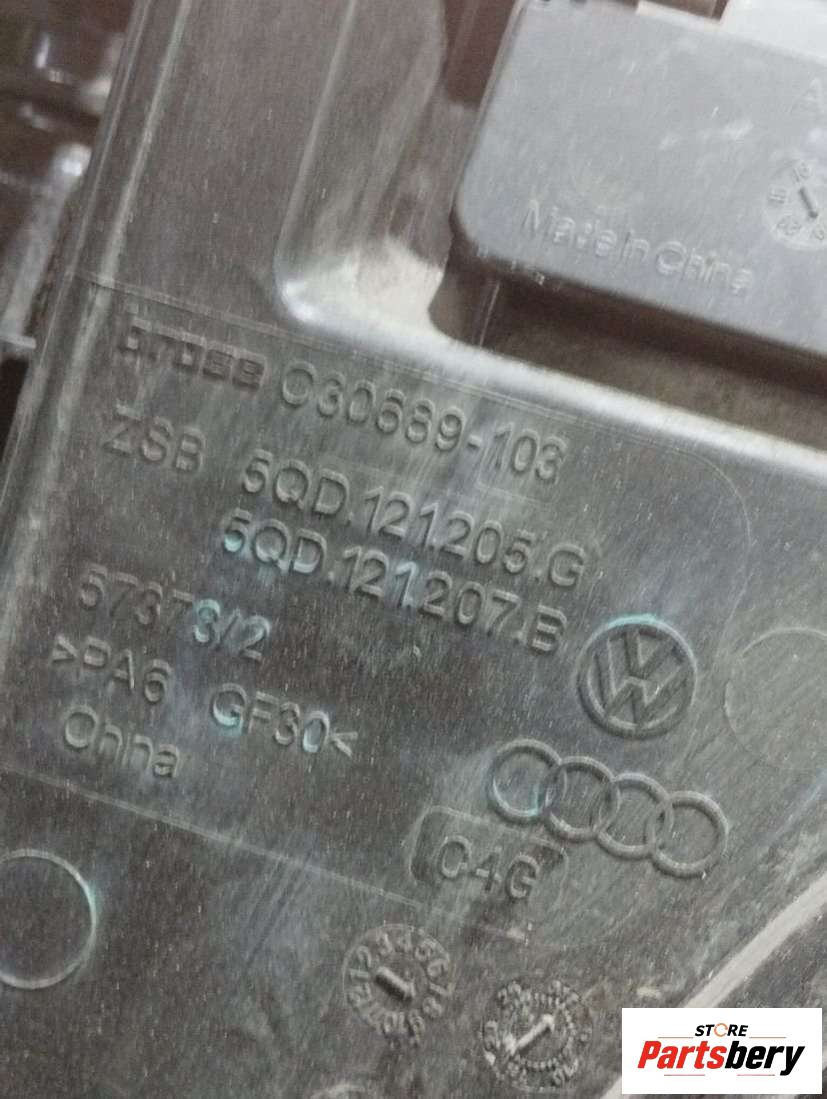 Made in China
brose C30689-103
ZSB 5QD.121.205.G
5QD.121.207.B
57373/2
>PA6 GF30<
China
C4G
STORE
Partsbery